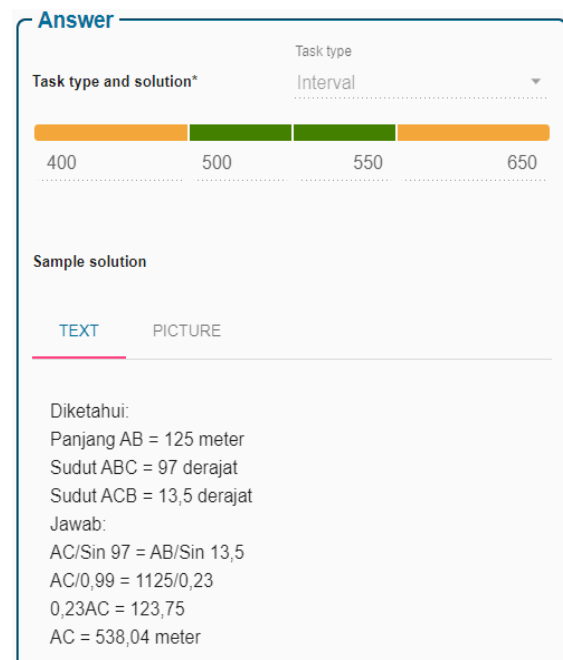 Answer
Task type
Task type and solution*
Interval
400 500 550 650
Sample solution
TEXT PICTURE
Diketahui:
Panjang AB = 125 meter
Sudut ABC = 97 derajat
Sudut ACB = 13,5 derajat
Jawab:
AC/Sin 97 = AB/Sin 13,5
AC/0,99 = 1125/0,23
0,23AC = 123,75
AC = 538,04 meter